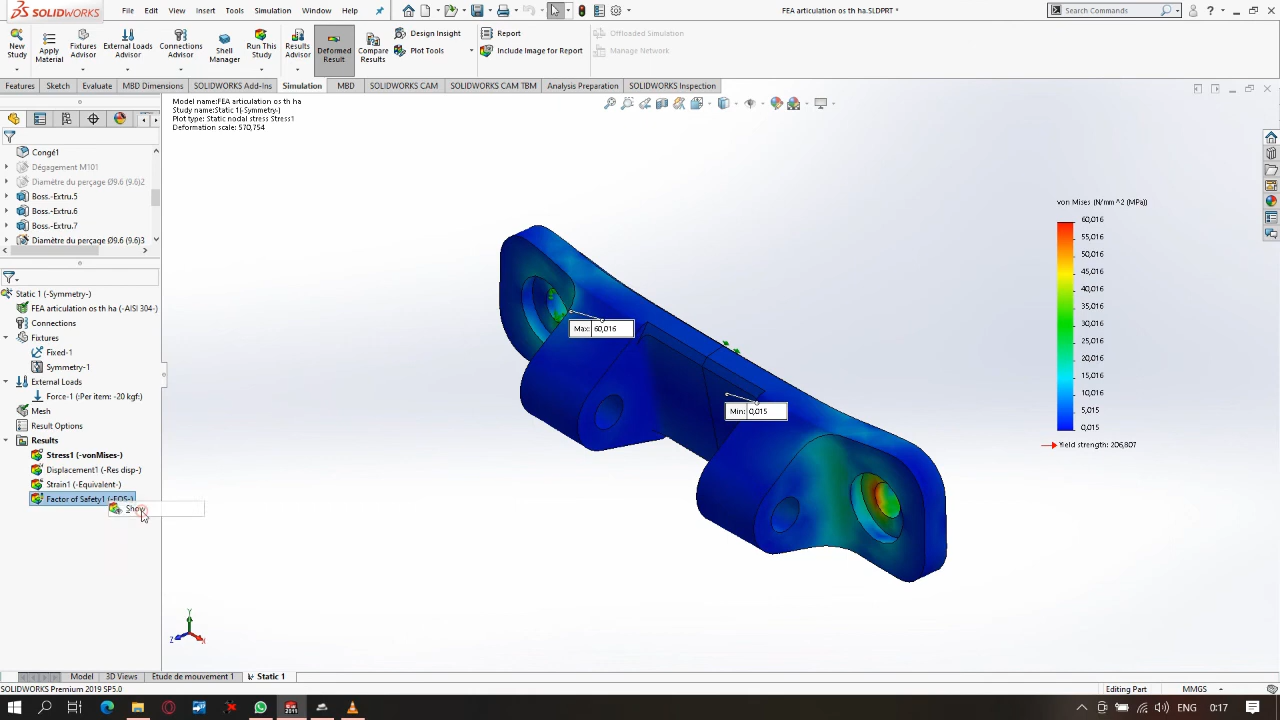 SOLIDWORKS
File
Edit
View
Insert
Tools
Simulation
Window
Help
FEA articulation os th ha.SLDPRT *
Search Commands
New Study
Apply Material
Fixtures Advisor
External Loads Advisor
Connections Advisor
Shell Manager
Run This Study
Results Advisor
Deformed Result
Compare Results
Design Insight
Plot Tools
Report
Include Image for Report
Offloaded Simulation
Manage Network
Features
Sketch
Evaluate
MBD Dimensions
SOLIDWORKS Add-Ins
Simulation
MBD
SOLIDWORKS CAM
SOLIDWORKS CAM TBM
Analysis Preparation
SOLIDWORKS Inspection
Model name:FEA articulation os th ha
Study name:Static 1(-Symmetry-)
Plot type: Static nodal stress Stress1
Deformation scale: 570,754
Congé1
Dégagement M101
Diamétre du perçage Ø9.6 (9.6)2
Boss.-Extru.5
Boss.-Extru.6
Boss.-Extru.7
Diamétre du perçage Ø9.6 (9.6)3
Static 1 (-Symmetry-)
FEA articulation os th ha (-AISI 304-)
Connections
Fixtures
Fixed-1
Symmetry-1
External Loads
Force-1 (:Per item: -20 kgf:)
Mesh
Result Options
Results
Stress1 (-vonMises-)
Displacement1 (-Res disp-)
Strain1 (-Equivalent-)
Factor of Safety1 (-FOS-)
Show
Max: 60,016
Min: 0,015
von Mises (N/mm^2 (MPa))
60,016
55,016
50,016
45,016
40,016
35,016
30,016
25,016
20,016
15,016
10,016
5,015
0,015
Yield strength: 206,807
Y
Z
X
Model
3D Views
Etude de mouvement 1
Static 1
SOLIDWORKS Premium 2019 SP5.0
Editing Part
MMGS
2011
ENG
0:17